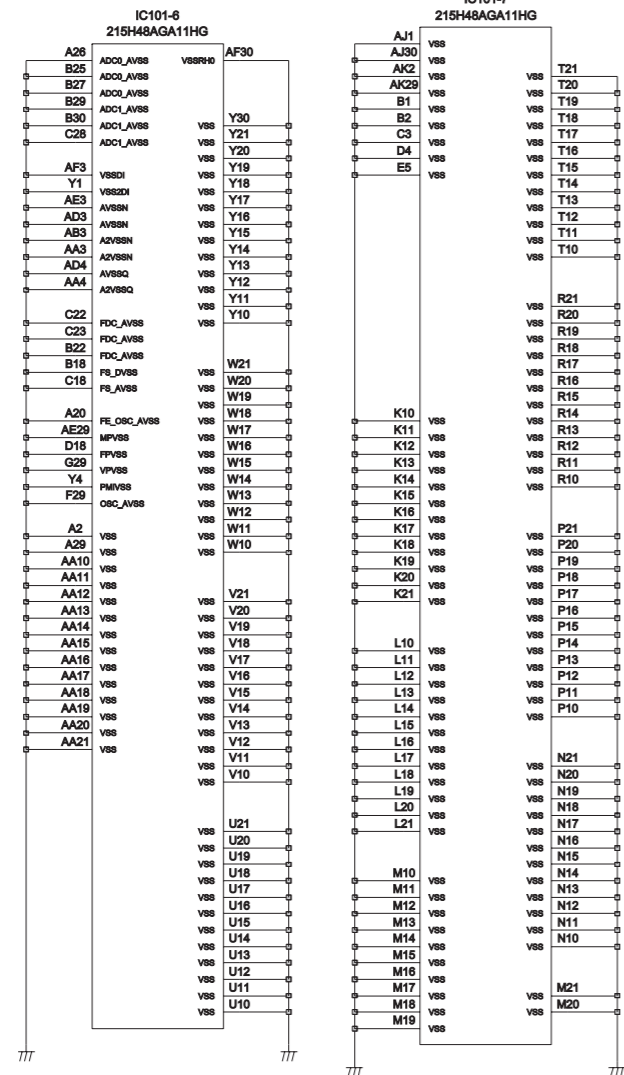 IC101-6
215H48AGA11HG
A26 ADC0_AVSS
B25 ADC0_AVSS
B27 ADC0_AVSS
B29 ADC1_AVSS
B30 ADC1_AVSS
C28 ADC1_AVSS
AF3 VSSDI
Y1 VSS2DI
AE3 AVSSN
AD3 AVSSN
AB3 A2VSSN
AA3 A2VSSN
AD4 AVSSQ
AA4 A2VSSQ
C22 FDC_AVSS
C23 FDC_AVSS
B22 FDC_AVSS
B18 FS_DVSS
C18 FS_AVSS
A20 FE_OSC_AVSS
AE29 MPVSS
D18 FPVSS
G29 VPVSS
Y4 PMIVSS
F29 OSC_AVSS
A2 VSS
A29 VSS
AA10 VSS
AA11 VSS
AA12 VSS
AA13 VSS
AA14 VSS
AA15 VSS
AA16 VSS
AA17 VSS
AA18 VSS
AA19 VSS
AA20 VSS
AA21 VSS
VSSRH0 AF30
VSS Y30
VSS Y21
VSS Y20
VSS Y19
VSS Y18
VSS Y17
VSS Y16
VSS Y15
VSS Y14
VSS Y13
VSS Y12
VSS Y11
VSS Y10
VSS W21
VSS W20
VSS W19
VSS W18
VSS W17
VSS W16
VSS W15
VSS W14
VSS W13
VSS W12
VSS W11
VSS W10
VSS V21
VSS V20
VSS V19
VSS V18
VSS V17
VSS V16
VSS V15
VSS V14
VSS V13
VSS V12
VSS V11
VSS V10
VSS U21
VSS U20
VSS U19
VSS U18
VSS U17
VSS U16
VSS U15
VSS U14
VSS U13
VSS U12
VSS U11
VSS U10
IC101-7
215H48AGA11HG
AJ1 VSS
AJ30 VSS
AK2 VSS
AK29 VSS
B1 VSS
B2 VSS
C3 VSS
D4 VSS
E5 VSS
K10 VSS
K11 VSS
K12 VSS
K13 VSS
K14 VSS
K15 VSS
K16 VSS
K17 VSS
K18 VSS
K19 VSS
K20 VSS
K21 VSS
L10 VSS
L11 VSS
L12 VSS
L13 VSS
L14 VSS
L15 VSS
L16 VSS
L17 VSS
L18 VSS
L19 VSS
L20 VSS
L21 VSS
M10 VSS
M11 VSS
M12 VSS
M13 VSS
M14 VSS
M15 VSS
M16 VSS
M17 VSS
M18 VSS
M19 VSS
VSS T21
VSS T20
VSS T19
VSS T18
VSS T17
VSS T16
VSS T15
VSS T14
VSS T13
VSS T12
VSS T11
VSS T10
VSS R21
VSS R20
VSS R19
VSS R18
VSS R17
VSS R16
VSS R15
VSS R14
VSS R13
VSS R12
VSS R11
VSS R10
VSS P21
VSS P20
VSS P19
VSS P18
VSS P17
VSS P16
VSS P15
VSS P14
VSS P13
VSS P12
VSS P11
VSS P10
VSS N21
VSS N20
VSS N19
VSS N18
VSS N17
VSS N16
VSS N15
VSS N14
VSS N13
VSS N12
VSS N11
VSS N10
VSS M21
VSS M20